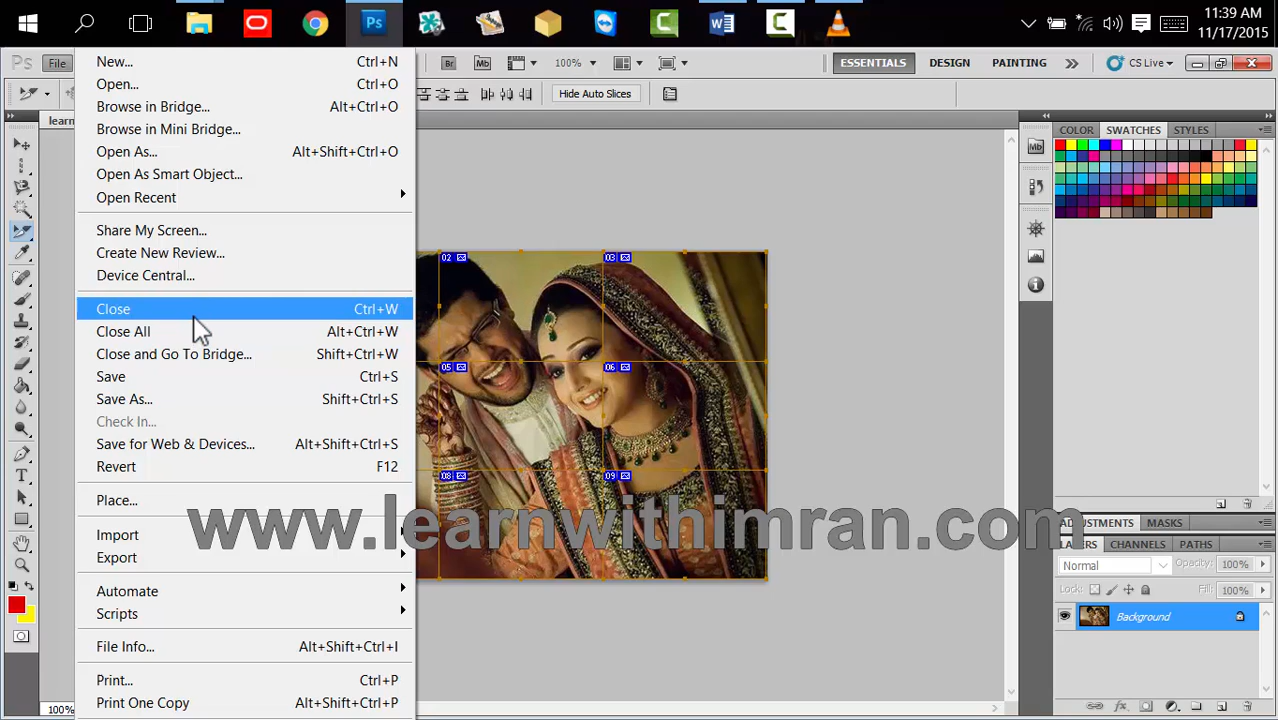 11:39 AM
11/17/2015
Ps
File
Br
Mb
100%
ESSENTIALS
DESIGN
PAINTING
CS Live
Hide Auto Slices
learn
New... Ctrl+N
Open... Ctrl+O
Browse in Bridge... Alt+Ctrl+O
Browse in Mini Bridge...
Open As... Alt+Shift+Ctrl+O
Open As Smart Object...
Open Recent
Share My Screen...
Create New Review...
Device Central...
Close Ctrl+W
Close All Alt+Ctrl+W
Close and Go To Bridge... Shift+Ctrl+W
Save Ctrl+S
Save As... Shift+Ctrl+S
Check In...
Save for Web & Devices... Alt+Shift+Ctrl+S
Revert F12
Place...
Import
Export
Automate
Scripts
File Info... Alt+Shift+Ctrl+I
Print... Ctrl+P
Print One Copy Alt+Shift+Ctrl+P
02
03
05
06
08
09
www.learnwithimran.com
COLOR
SWATCHES
STYLES
Mb
ADJUSTMENTS
MASKS
LAYERS
CHANNELS
PATHS
Normal
Opacity: 100%
Lock:
Fill: 100%
Background
100%